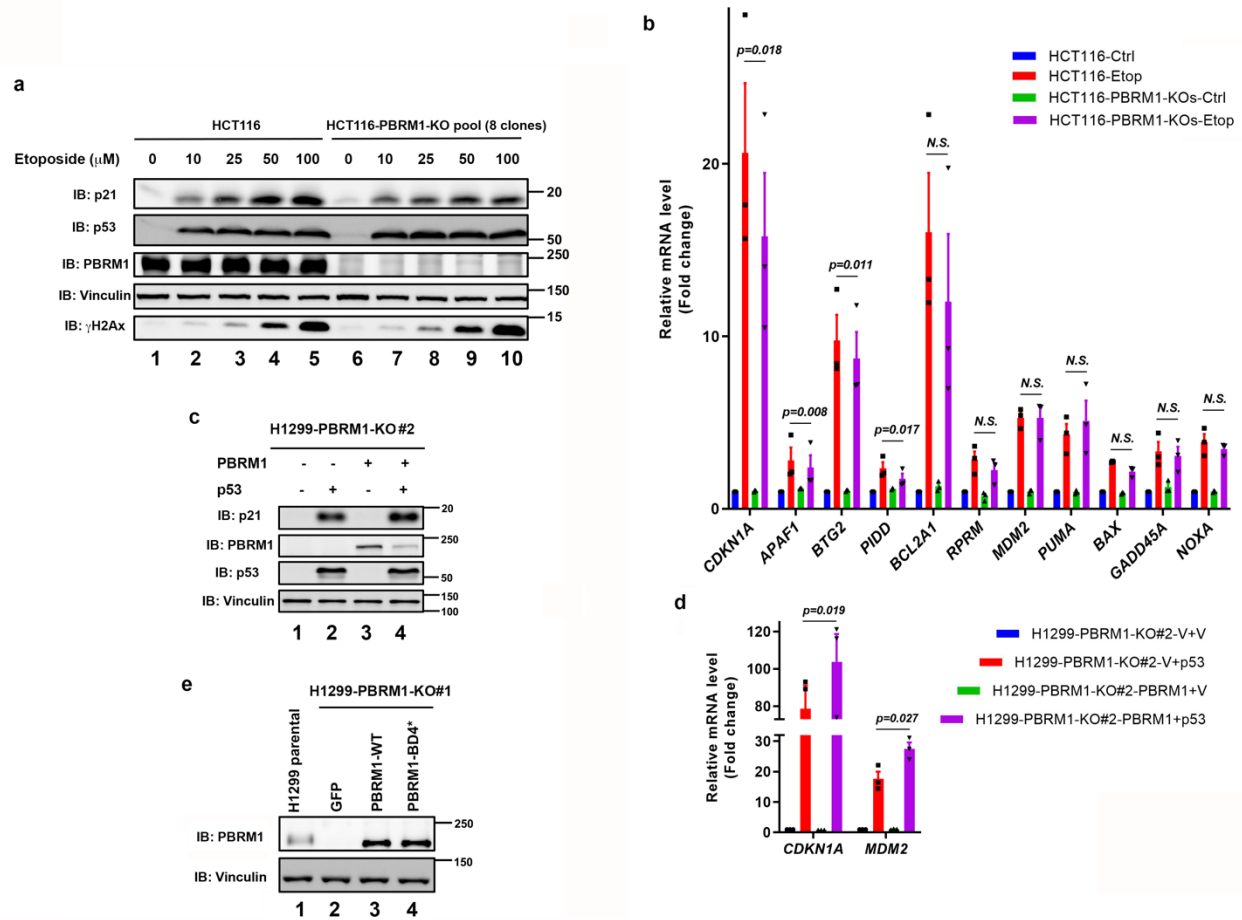 a
HCT116 HCT116-PBRM1-KO pool (8 clones)
Etoposide (μM) 0 10 25 50 100 0 10 25 50 100
IB: p21 20
IB: p53 50
IB: PBRM1 250
IB: Vinculin 150
IB: γH2Ax 15
1 2 3 4 5 6 7 8 9 10
b
Relative mRNA level
(Fold change)
20
10
0
p=0.018
p=0.008
p=0.011
p=0.017
N.S.
N.S.
N.S.
N.S.
N.S.
N.S.
N.S.
HCT116-Ctrl
HCT116-Etop
HCT116-PBRM1-KOs-Ctrl
HCT116-PBRM1-KOs-Etop
CDKN1A APAF1 BTG2 PIDD BCL2A1 RPRM MDM2 PUMA BAX GADD45A NOXA
c
H1299-PBRM1-KO#2
PBRM1 - - + +
p53 - + - +
IB: p21 20
IB: PBRM1 250
IB: p53 50
IB: Vinculin 150
100
1 2 3 4
d
Relative mRNA level
(Fold change)
120
100
80
60
40
30
20
10
0
p=0.019
p=0.027
CDKN1A MDM2
H1299-PBRM1-KO#2-V+V
H1299-PBRM1-KO#2-V+p53
H1299-PBRM1-KO#2-PBRM1+V
H1299-PBRM1-KO#2-PBRM1+p53
e
H1299-PBRM1-KO#1
H1299 parental
GFP
PBRM1-WT
PBRM1-BD4*
250
IB: PBRM1
150
IB: Vinculin
1 2 3 4